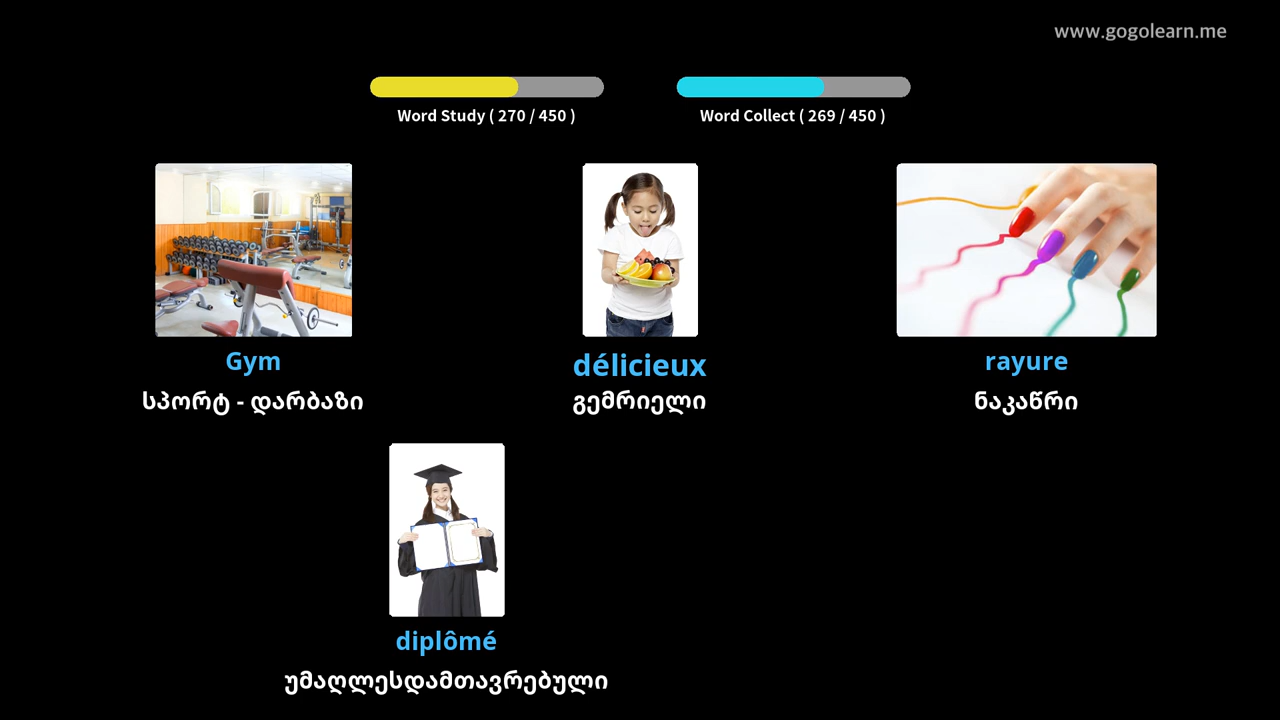 www.gogolearn.me
Word Study ( 270 / 450 )
Word Collect ( 269 / 450 )
Gym
სპორტ - დარბაზი
délicieux
გემრიელი
rayure
ნაკაწრი
diplômé
უმაღლესდამთავრებული